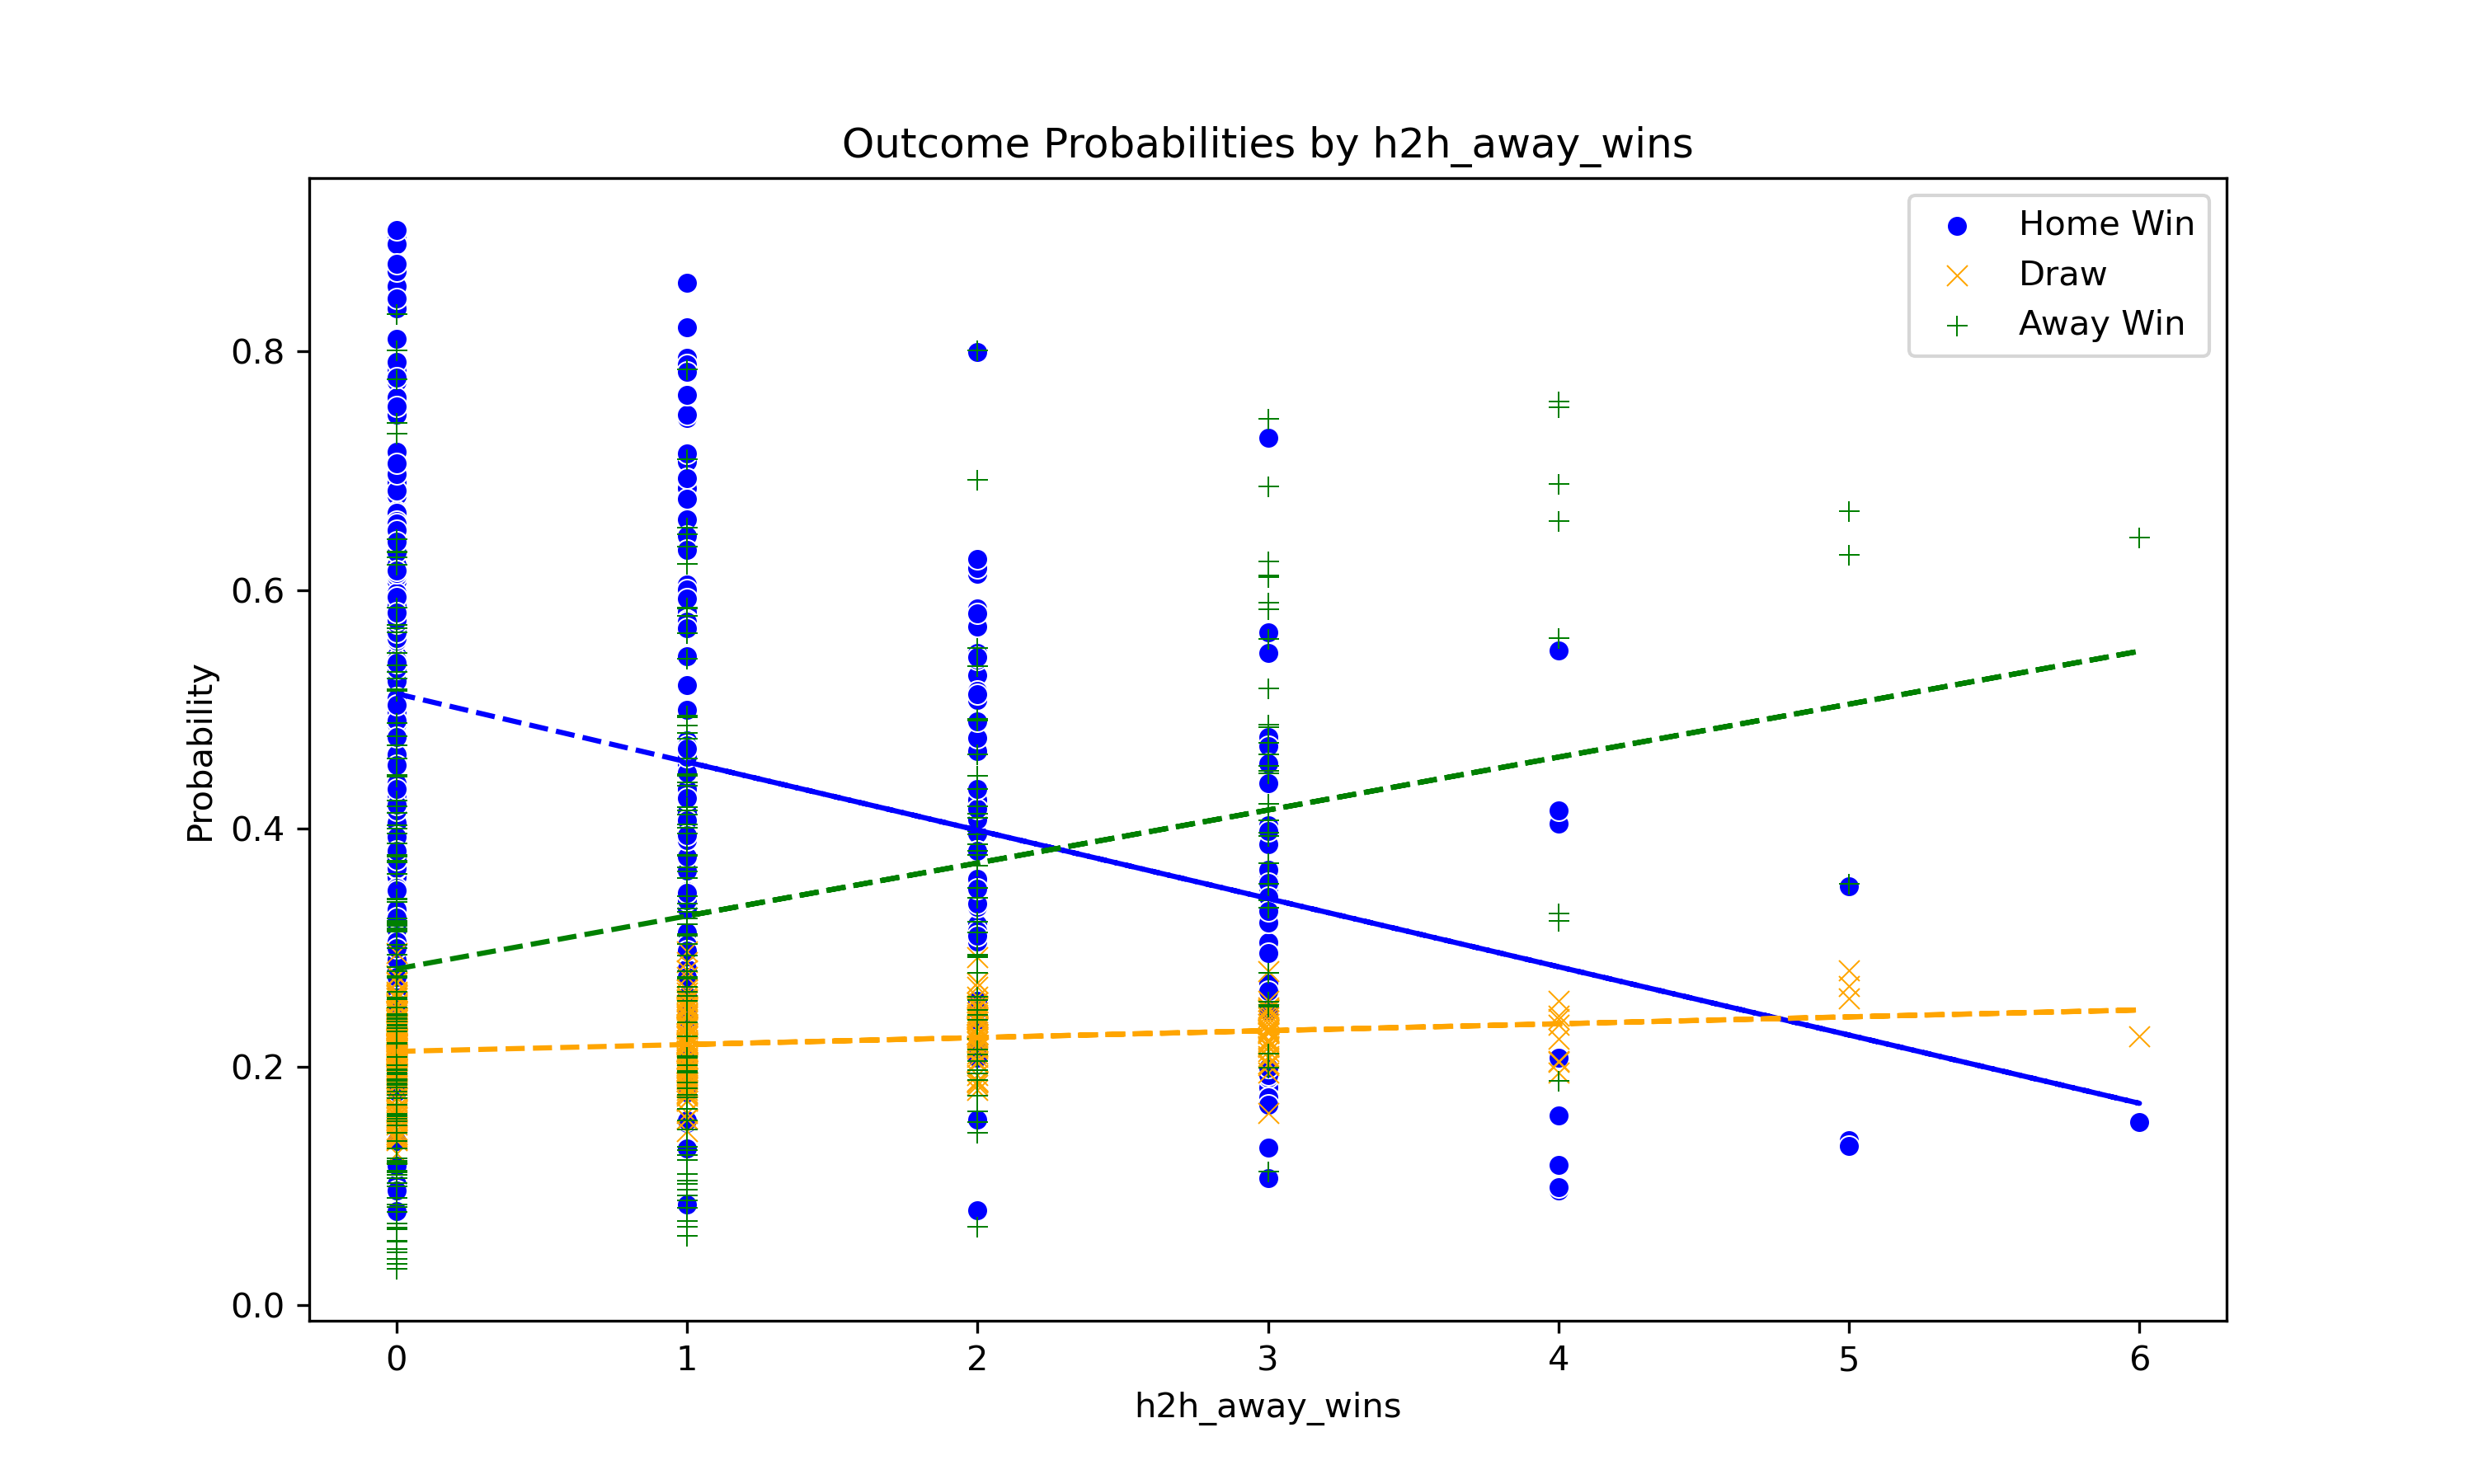 Outcome Probabilities by h2h_away_wins
Home Win
Draw
Away Win
0.8
0.6
0.4
0.2
0.0
Probability
0 1 2 3 4 5 6
h2h_away_wins